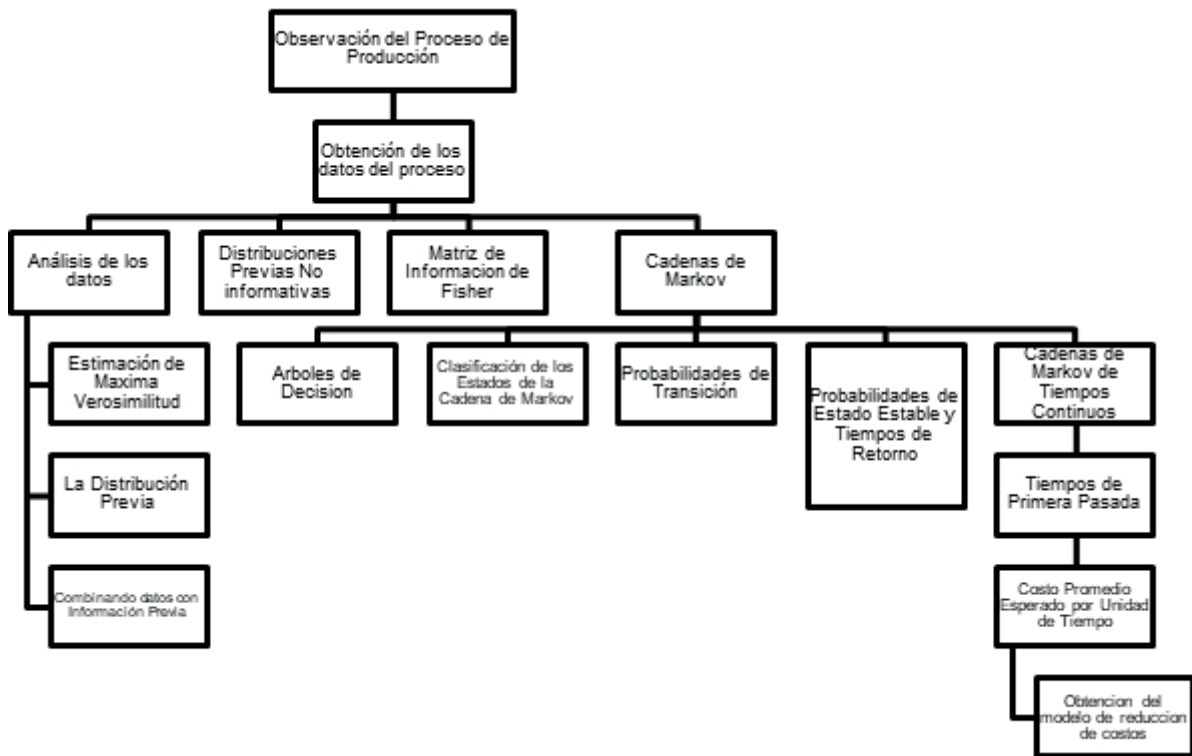 Observación del Proceso de
Producción
Obtención de los
datos del proceso
Análisis de los
datos
Distribuciones
Previas No
informativas
Matriz de
Informacion de
Fisher
Cadenas de
Markov
Estimación de
Maxima
Verosimilitud
La Distribución
Previa
Combinando datos con
Información Previa
Arboles de
Decision
Clasificación de los
Estados de la
Cadena de Markov
Probabilidades de
Transición
Probabilidades de
Estado Estable y
Tiempos de
Retorno
Cadenas de
Markov de
Tiempos
Continuos
Tiempos de
Primera Pasada
Costo Promedio
Esperado por Unidad
de Tiempo
Obtencion del
modelo de reduccion
de costos